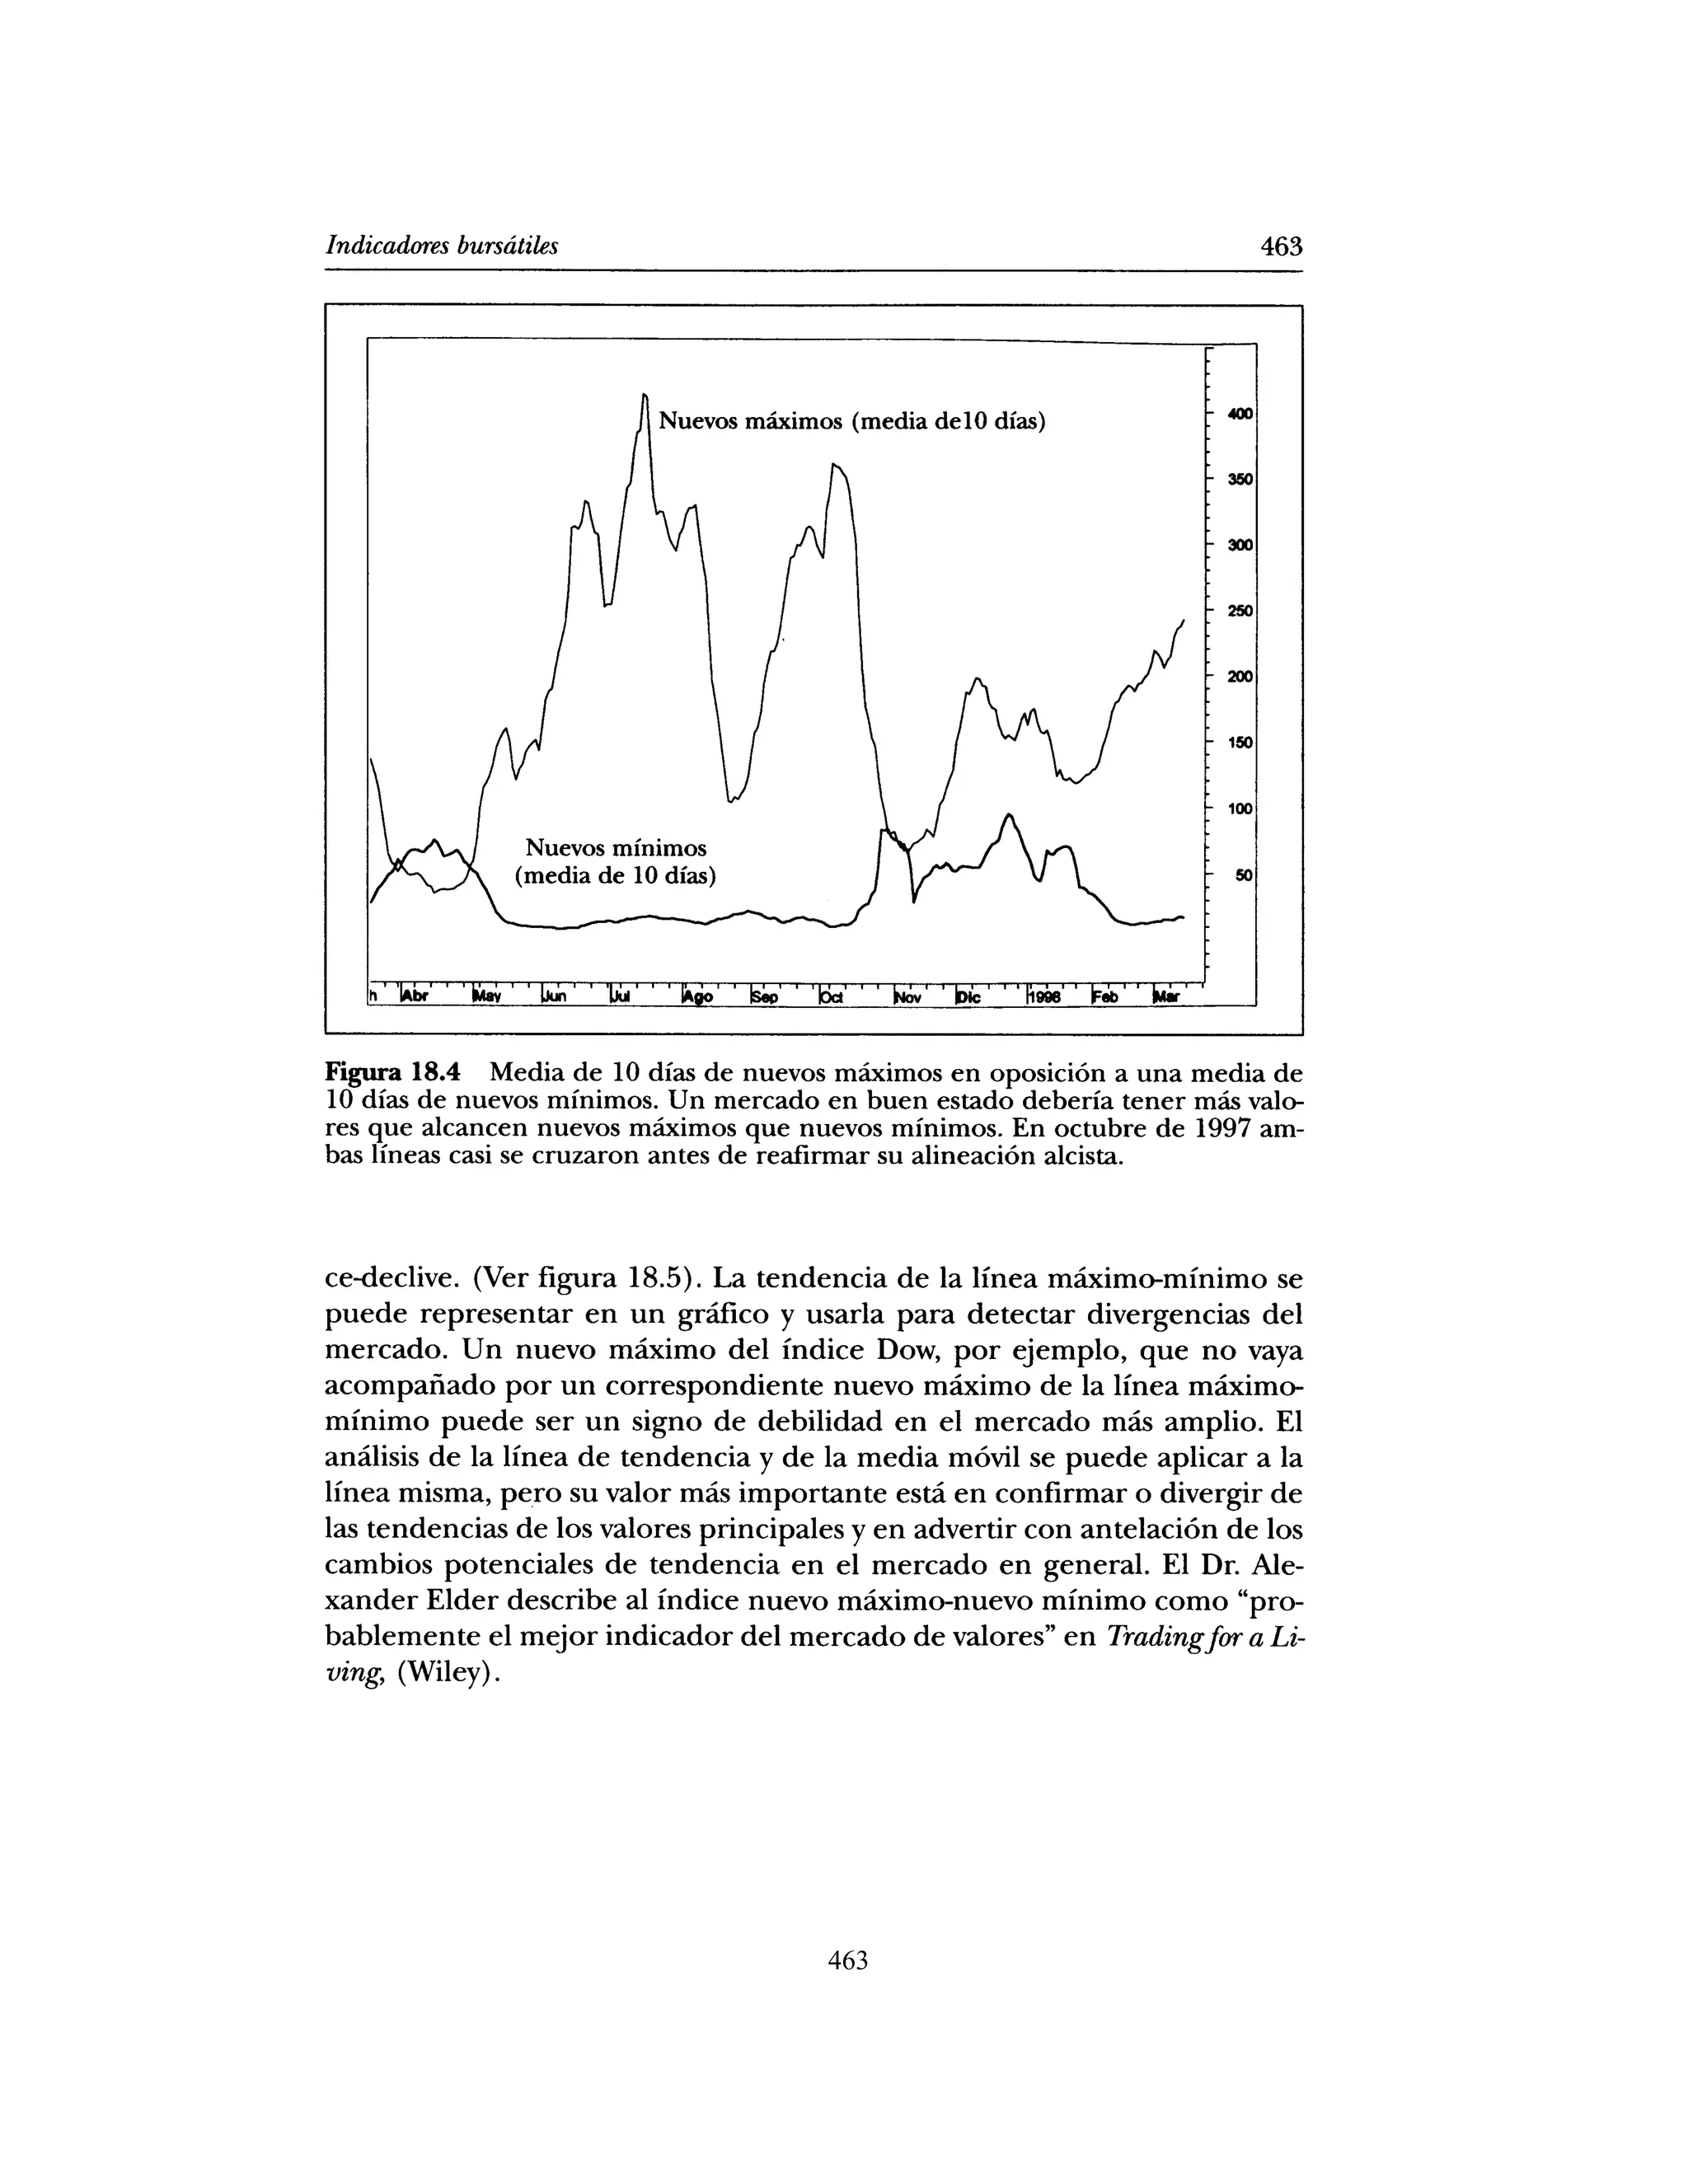 Indicadores bursátiles 463
Nuevos máximos (media de10 días)
400
350
300
250
200
150
100
50
Nuevos mínimos
(media de 10 días)
h Abr May Jun Jul Ago Sep Oct Nov Dic 1998 Feb Mar
Figura 18.4 Media de 10 días de nuevos máximos en oposición a una media de
10 días de nuevos mínimos. Un mercado en buen estado debería tener más valo-
res que alcancen nuevos máximos que nuevos mínimos. En octubre de 1997 am-
bas líneas casi se cruzaron antes de reafirmar su alineación alcista.
ce-declive. (Ver figura 18.5). La tendencia de la línea máximo-mínimo se
puede representar en un gráfico y usarla para detectar divergencias del
mercado. Un nuevo máximo del índice Dow, por ejemplo, que no vaya
acompañado por un correspondiente nuevo máximo de la línea máximo-
mínimo puede ser un signo de debilidad en el mercado más amplio. El
análisis de la línea de tendencia y de la media móvil se puede aplicar a la
línea misma, pero su valor más importante está en confirmar o divergir de
las tendencias de los valores principales y en advertir con antelación de los
cambios potenciales de tendencia en el mercado en general. El Dr. Ale-
xander Elder describe al índice nuevo máximo-nuevo mínimo como “pro-
bablemente el mejor indicador del mercado de valores” en Trading for a Li-
ving, (Wiley).
463